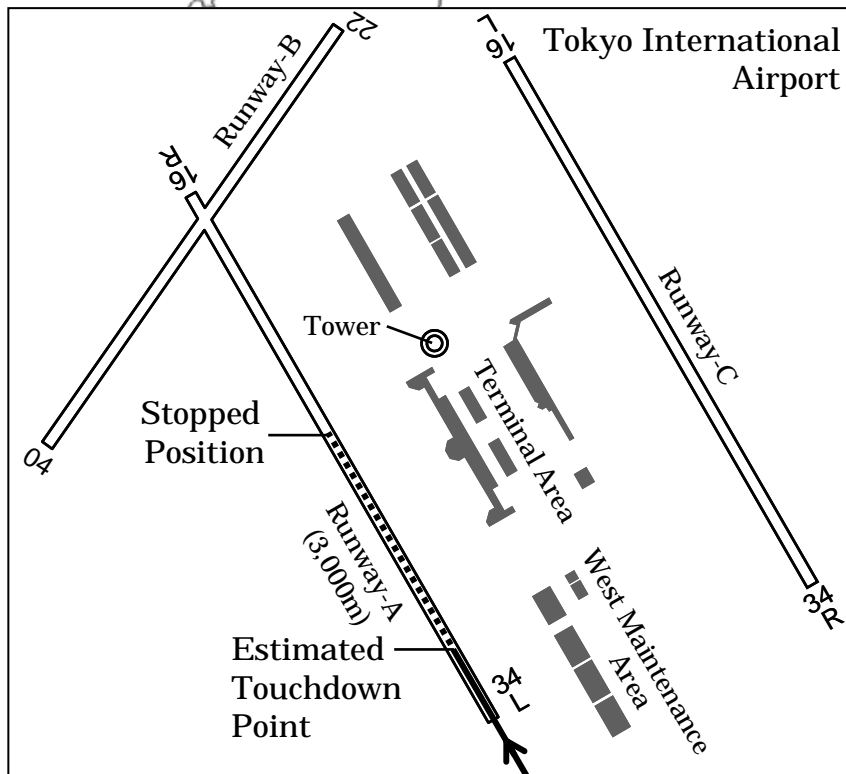 Tokyo International
Airport
22
Runway-B
16R
16L
Tower
Runway-C
Terminal Area
Stopped
Position
04
Runway-A
(3,000m)
West Maintenance
Area
Estimated
Touchdown
Point
34L
34R